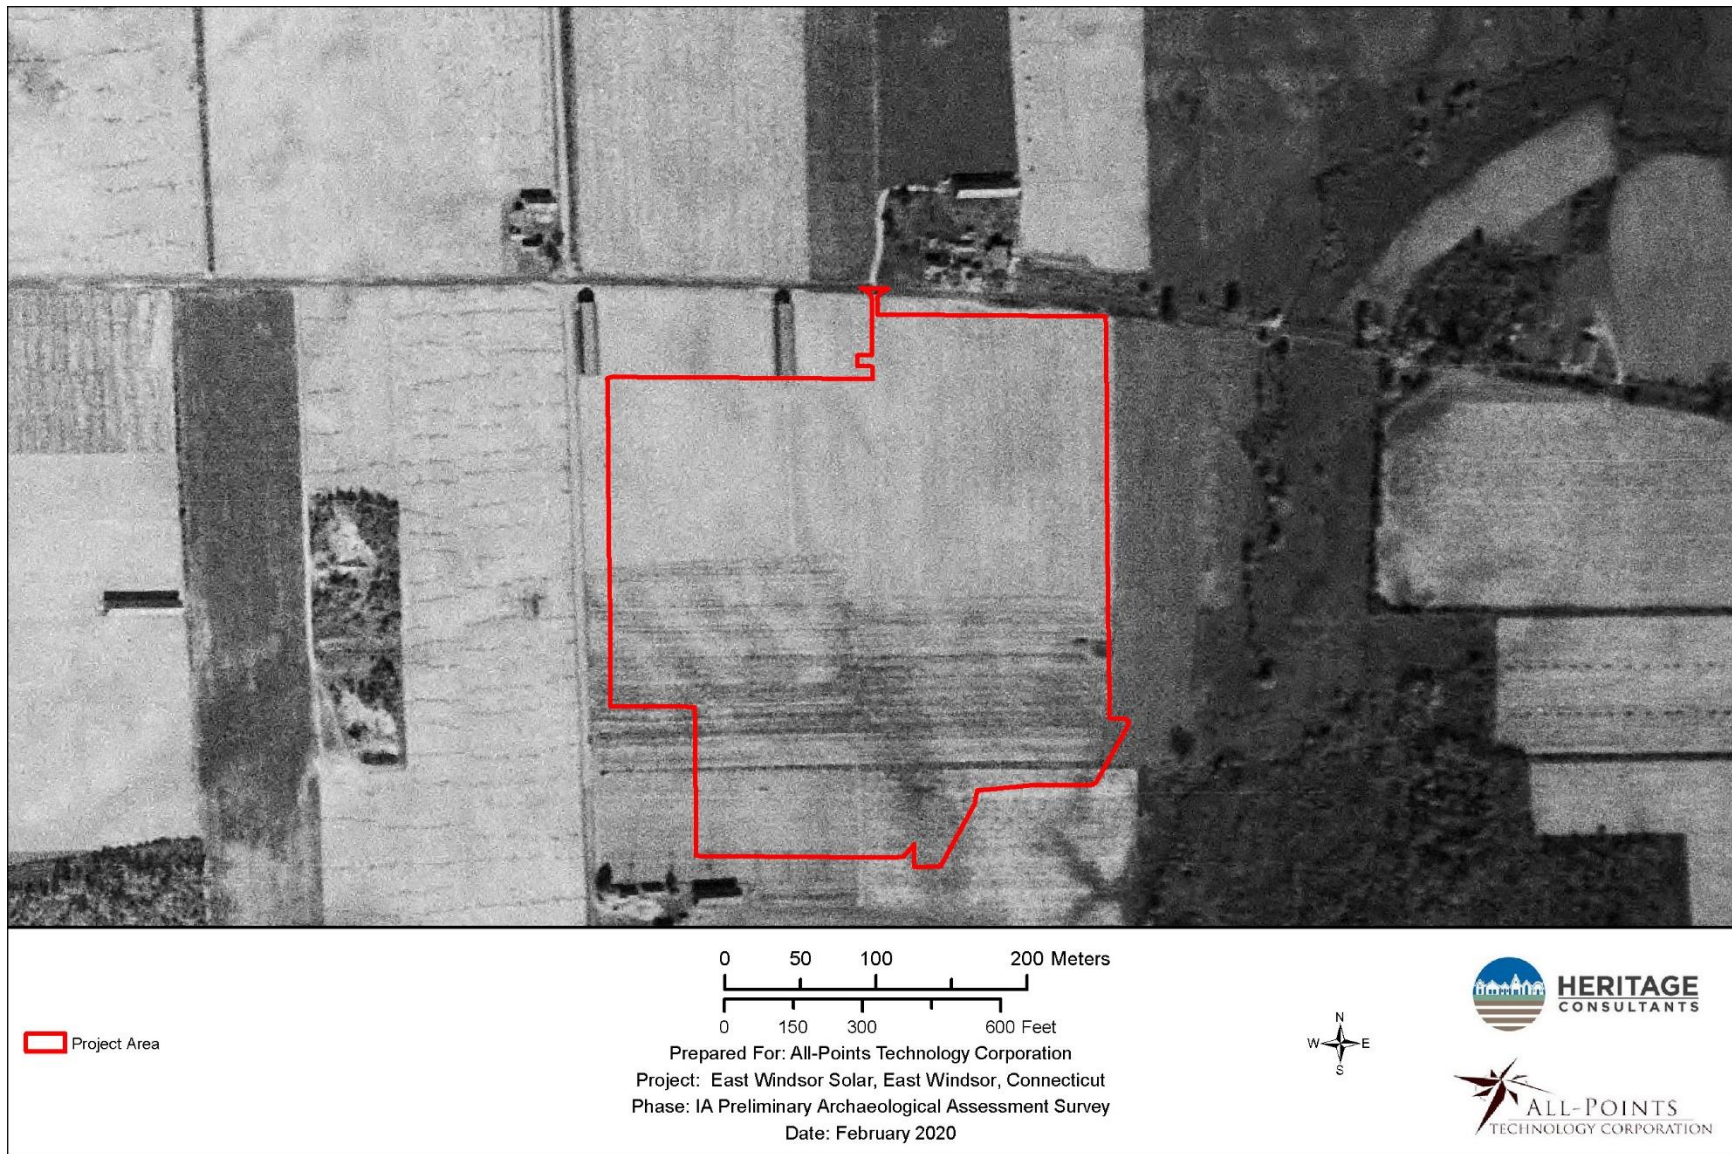 0 50 100 200 Meters
0 150 300 600 Feet
Project Area
Prepared For: All-Points Technology Corporation
Project: East Windsor Solar, East Windsor, Connecticut
Phase: IA Preliminary Archaeological Assessment Survey
Date: February 2020
N
W E
S
HERITAGE
CONSULTANTS
ALL-POINTS
TECHNOLOGY CORPORATION